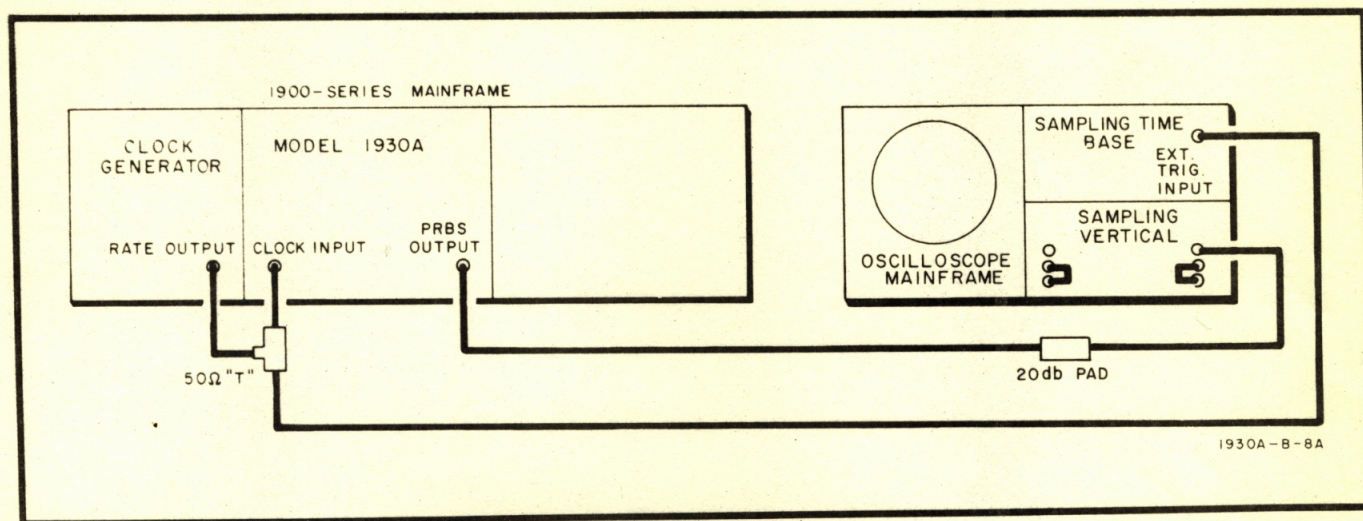 1900-SERIES MAINFRAME
CLOCK
GENERATOR
MODEL 1930A
RATE OUTPUT
CLOCK INPUT
PRBS
OUTPUT
50Ω "T"
OSCILLOSCOPE
MAINFRAME
SAMPLING TIME
BASE
EXT.
TRIG.
INPUT
SAMPLING
VERTICAL
20db PAD
1930A-B-8A